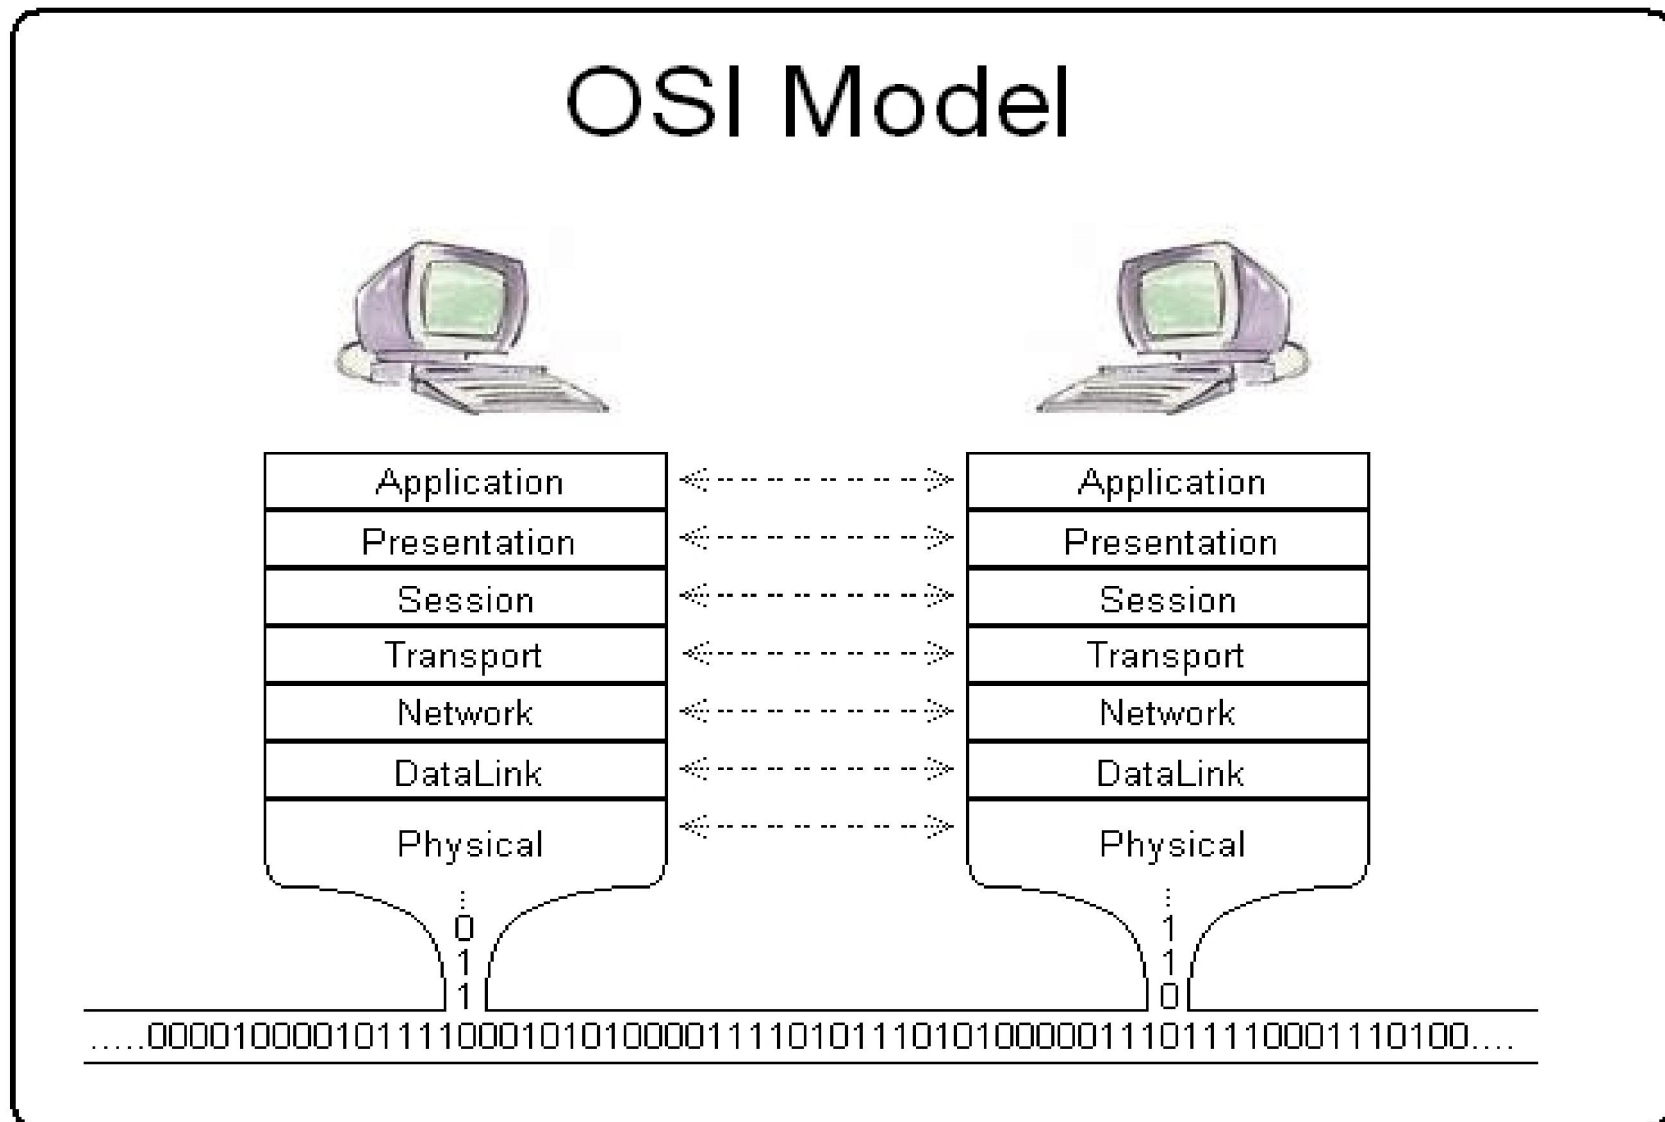 OSI Model
Application Application
Presentation Presentation
Session Session
Transport Transport
Network Network
DataLink DataLink
Physical Physical
0 1
1 1
1 0
.....0000100001011110001010100001111010111010100000111011110001110100....